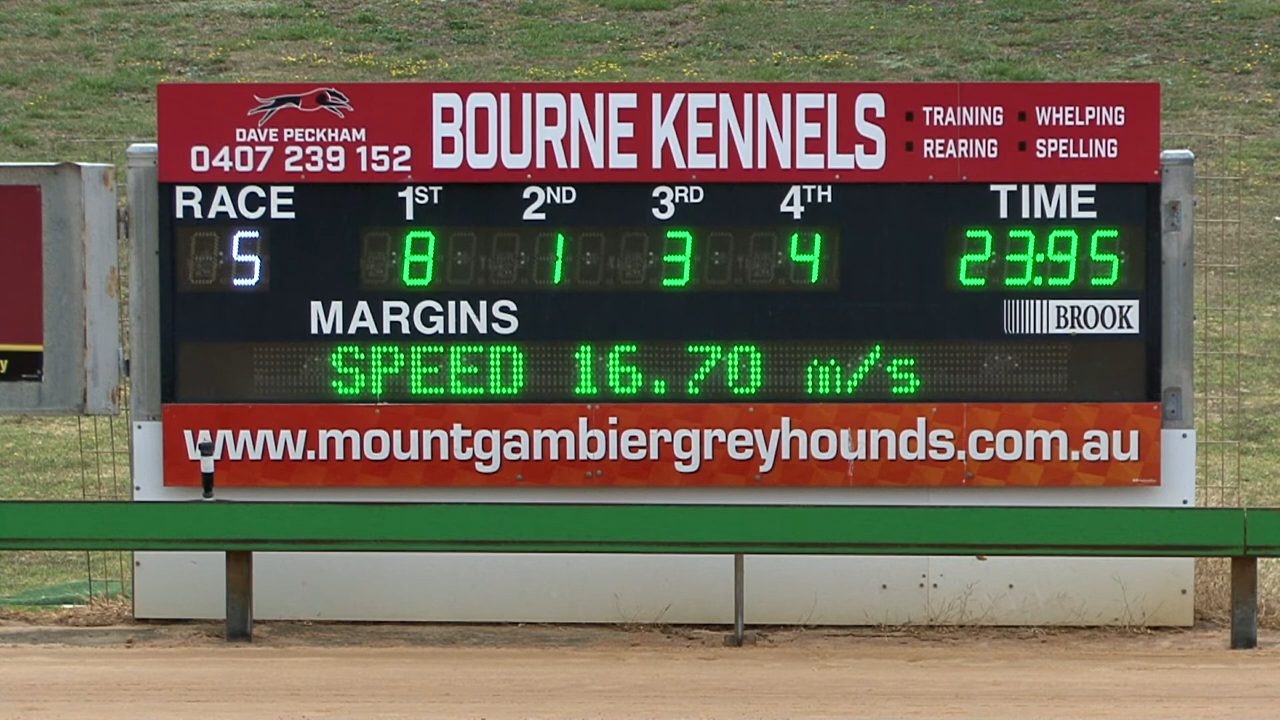 DAVE PECKHAM
0407 239 152
BOURNE KENNELS
TRAINING WHELPING
REARING SPELLING
RACE 1ST 2ND 3RD 4TH TIME
5 8 1 3 4 23:95
MARGINS
BROOK
SPEED 16.70 m/s
www.mountgambiergreyhounds.com.au